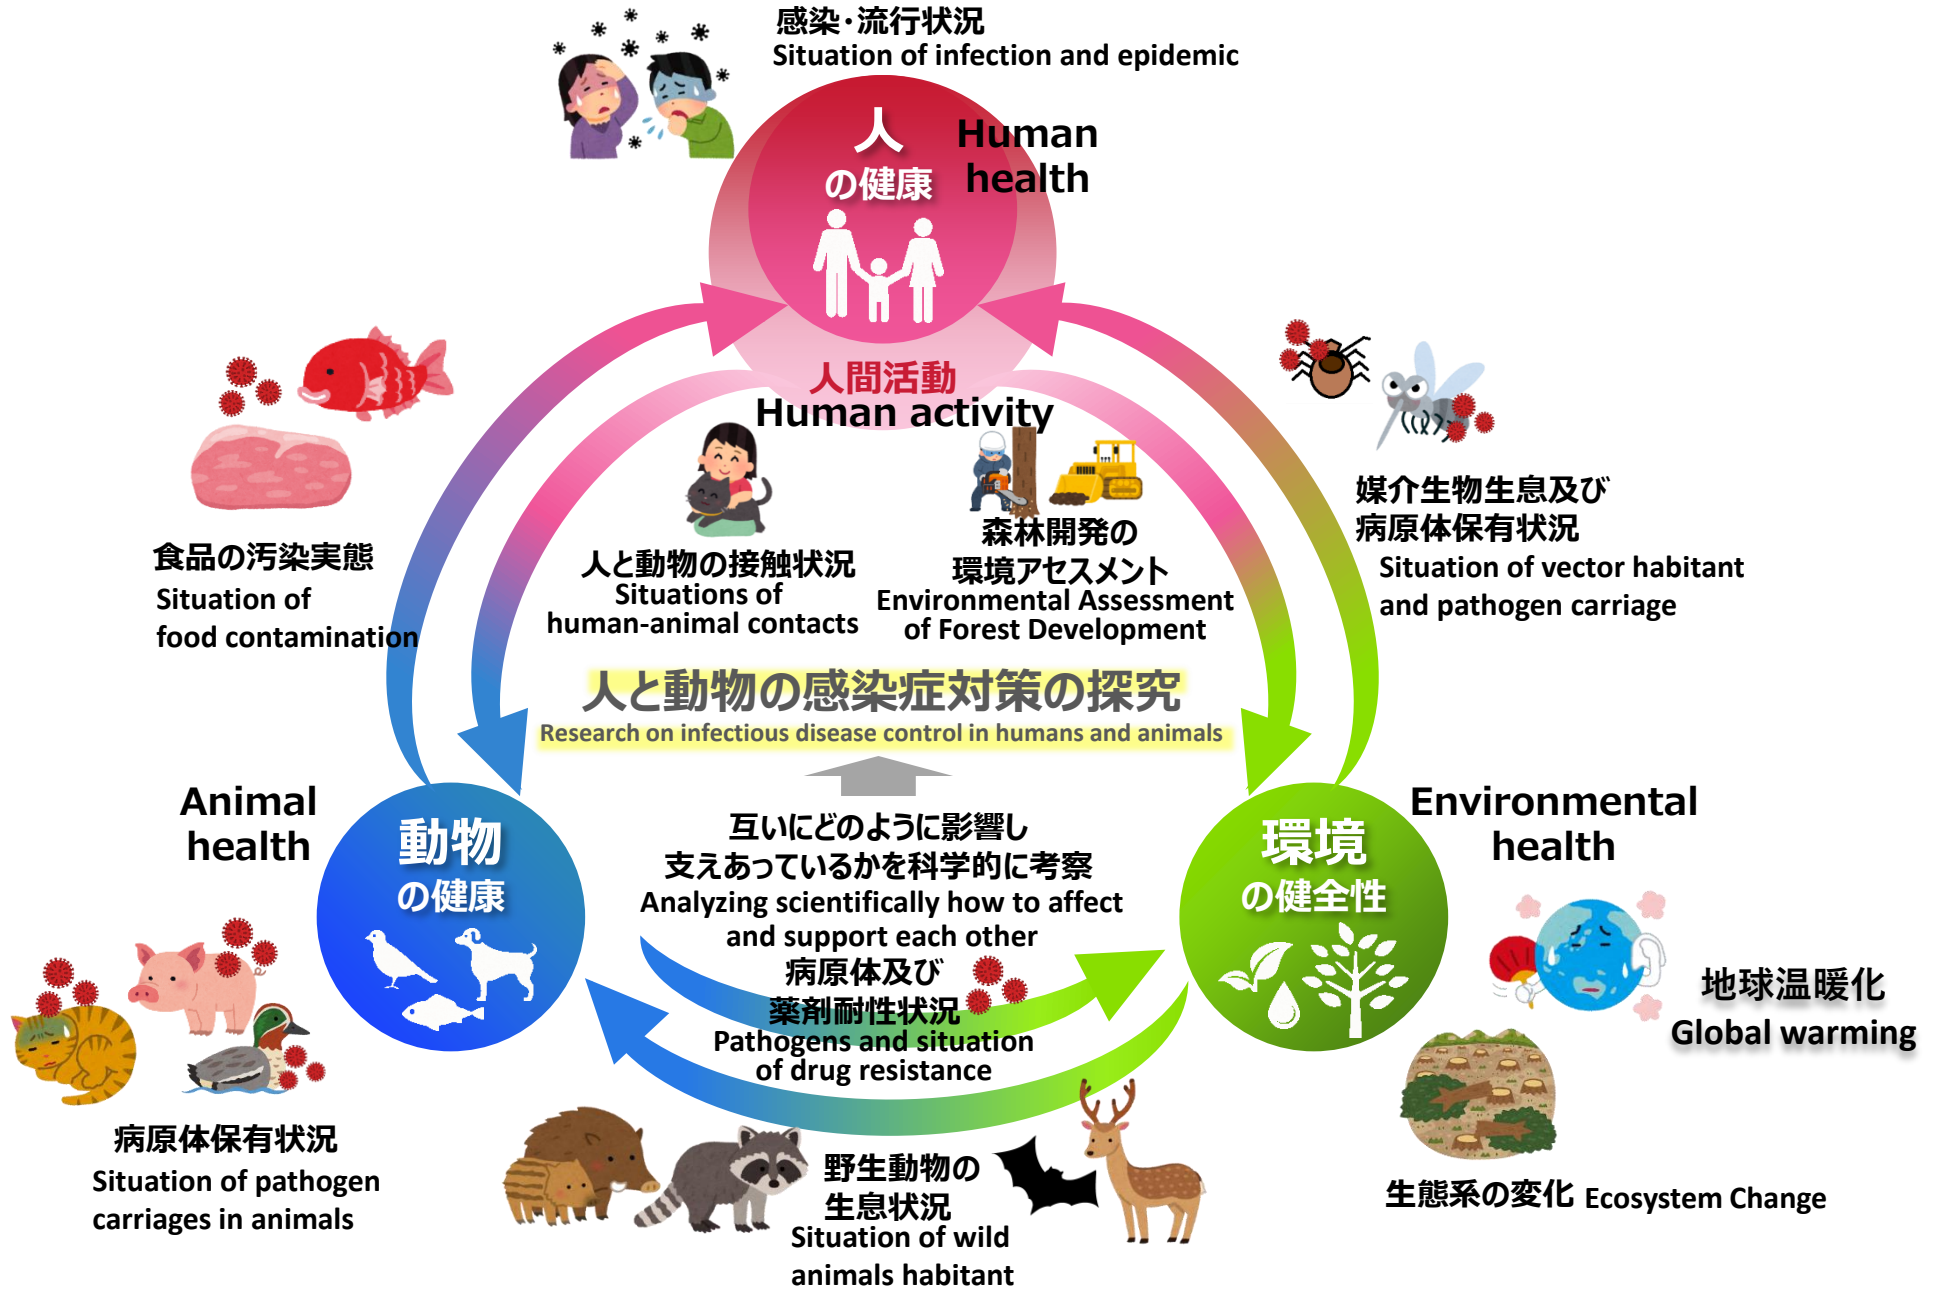 感染・流行状況
Situation of infection and epidemic
人
の健康
Human
health
人間活動
Human activity
食品の汚染実態
Situation of
food contamination
人と動物の接触状況
Situations of
human-animal contacts
森林開発の
環境アセスメント
Environmental Assessment
of Forest Development
媒介生物生息及び
病原体保有状況
Situation of vector habitant
and pathogen carriage
人と動物の感染症対策の探究
Research on infectious disease control in humans and animals
Animal
health
動物
の健康
互いにどのように影響し
支えあっているかを科学的に考察
Analyzing scientifically how to affect
and support each other
病原体及び
薬剤耐性状況
Pathogens and situation
of drug resistance
環境
の健全性
Environmental
health
地球温暖化
Global warming
病原体保有状況
Situation of pathogen
carriages in animals
野生動物の
生息状況
Situation of wild
animals habitant
生態系の変化 Ecosystem Change